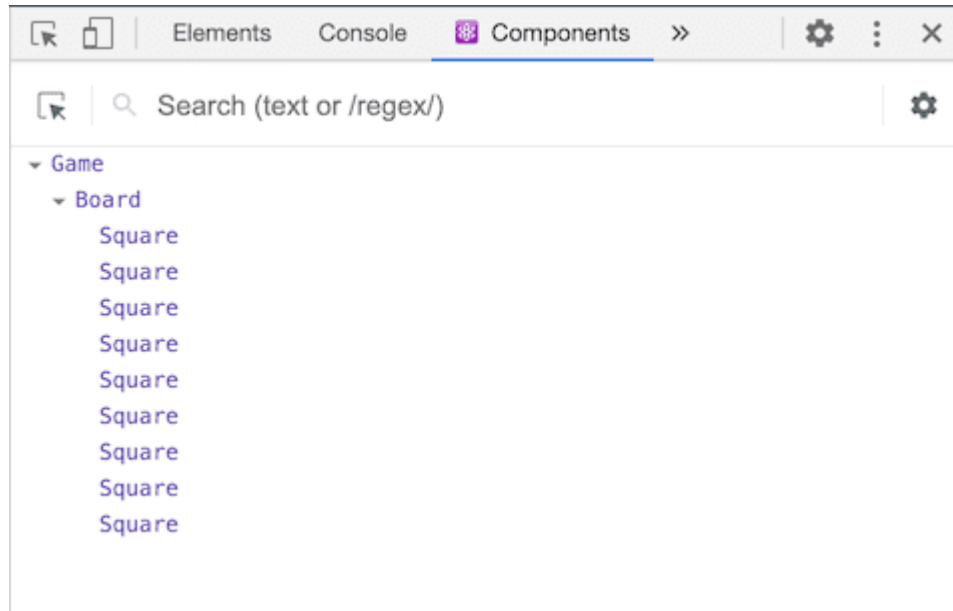 Elements Console Components »
Search (text or /regex/)
Game
Board
Square
Square
Square
Square
Square
Square
Square
Square
Square